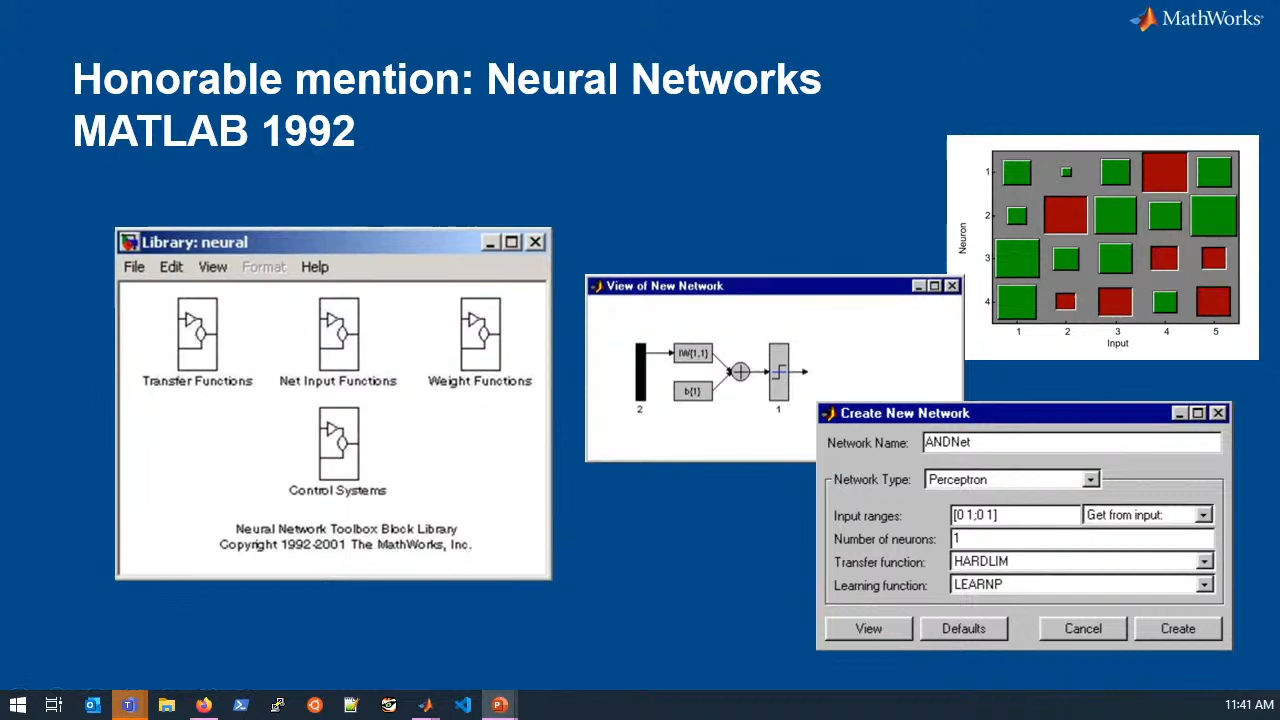 MathWorks
Honorable mention: Neural Networks
MATLAB 1992
Library: neural
File Edit View Format Help
Transfer Functions Net Input Functions Weight Functions
Control Systems
Neural Network Toolbox Block Library
Copyright 1992-2001 The MathWorks, Inc.
View of New Network
IW{1,1}
b{1}
2 1
Neuron
1
2
3
4
1 2 3 4 5
Input
Create New Network
Network Name: ANDNet
Network Type: Perceptron
Input ranges: [0 1;0 1] Get from input:
Number of neurons: 1
Transfer function: HARDLIM
Learning function: LEARNP
View Defaults Cancel Create
11:41 AM